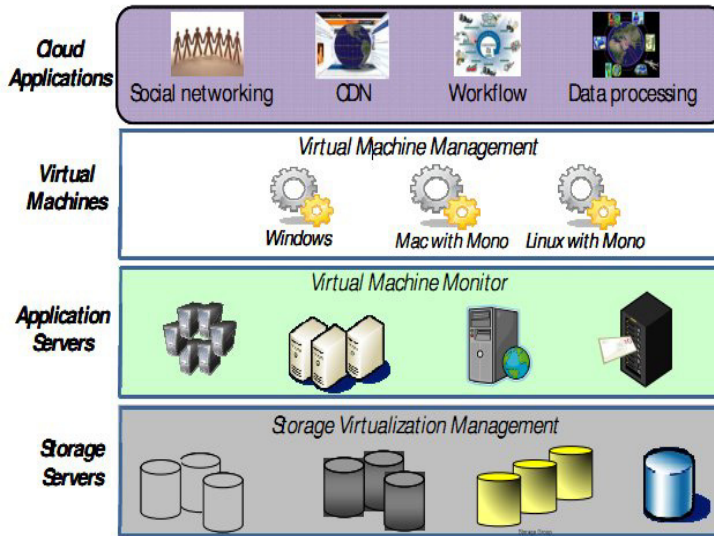 Cloud
Applications
Social networking
CDN
Workflow
Data processing
Virtual
Machines
Virtual Machine Management
Windows
Mac with Mono
Linux with Mono
Application
Servers
Virtual Machine Monitor
Storage
Servers
Storage Virtualization Management